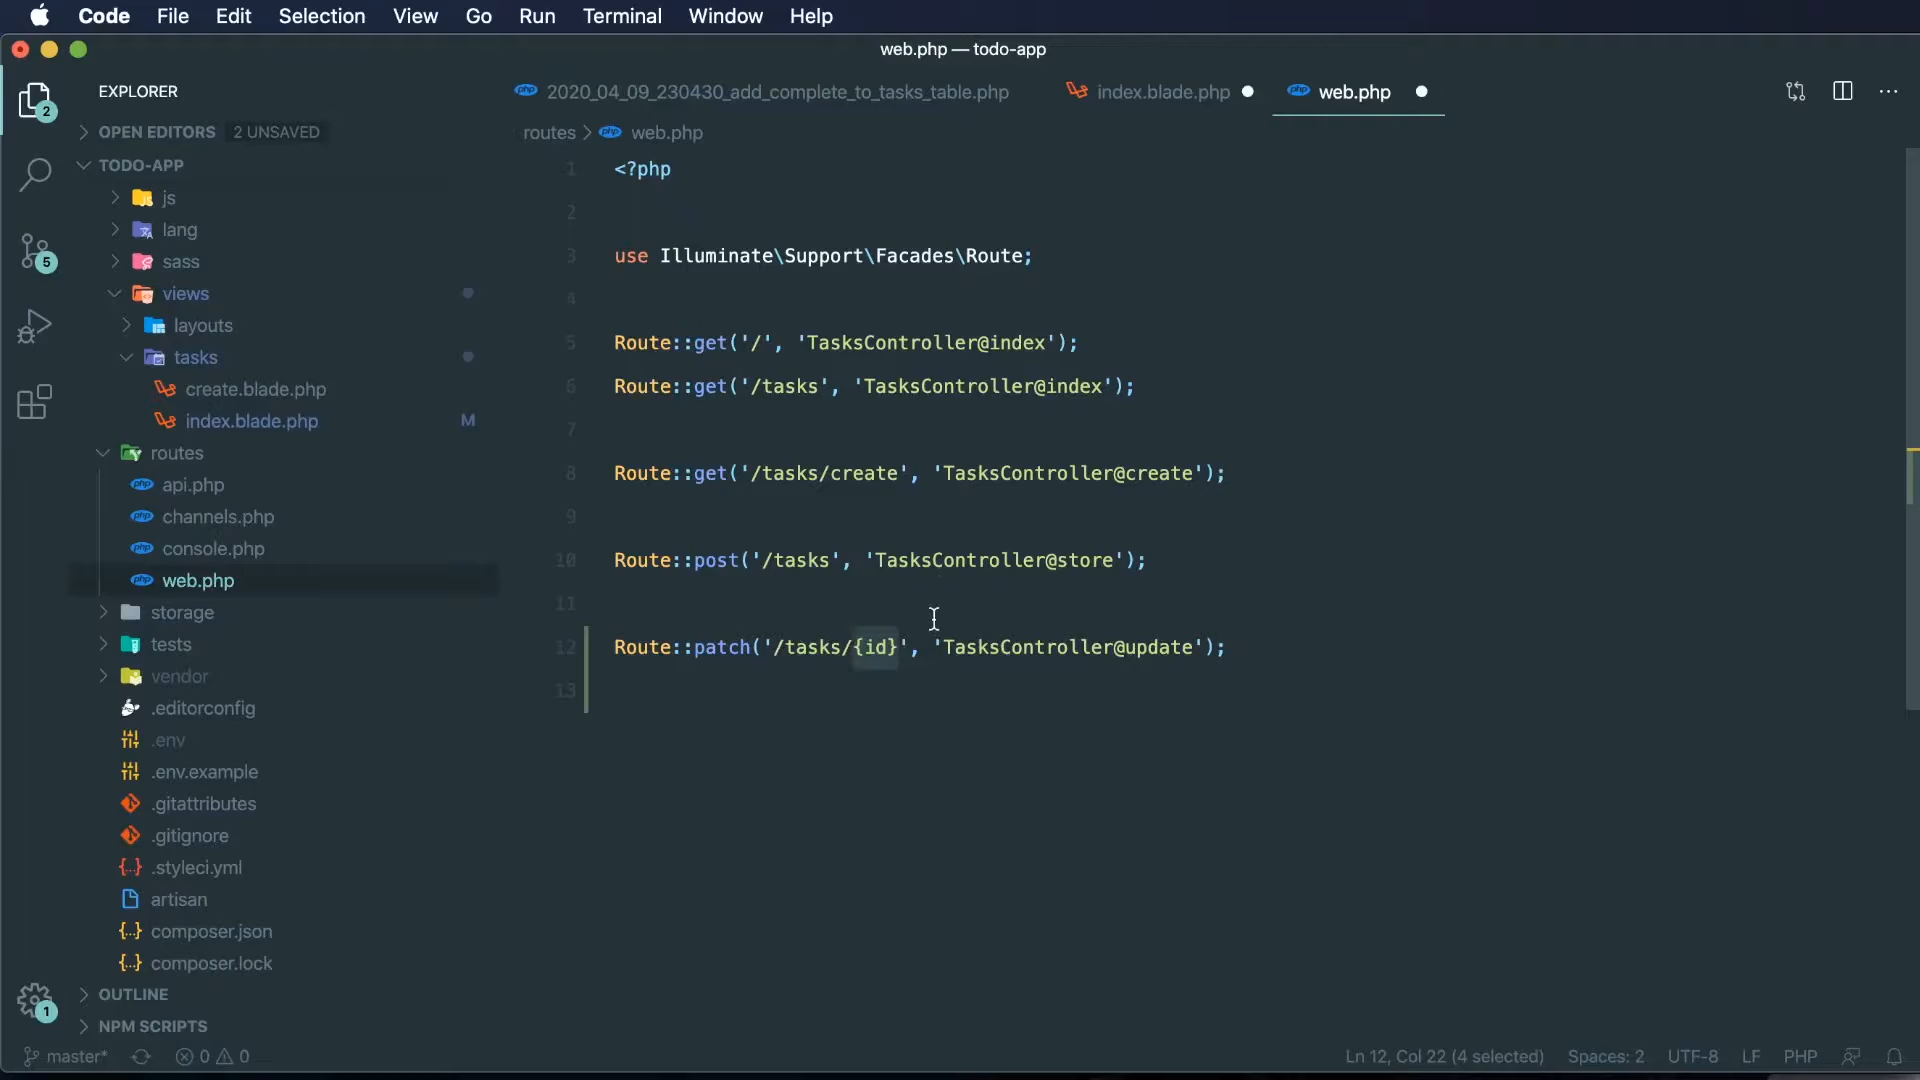 Code File Edit Selection View Go Run Terminal Window Help
web.php — todo-app
EXPLORER
2020_04_09_230430_add_complete_to_tasks_table.php
index.blade.php
web.php
2
OPEN EDITORS 2 UNSAVED
routes > web.php
TODO-APP
js
lang
sass
views
layouts
tasks
create.blade.php
index.blade.php M
routes
api.php
channels.php
console.php
web.php
storage
tests
vendor
.editorconfig
.env
.env.example
.gitattributes
.gitignore
.styleci.yml
artisan
composer.json
composer.lock
OUTLINE
NPM SCRIPTS
5
1
1 <?php
2
3 use Illuminate\Support\Facades\Route;
4
5 Route::get('/', 'TasksController@index');
6 Route::get('/tasks', 'TasksController@index');
7
8 Route::get('/tasks/create', 'TasksController@create');
9
10 Route::post('/tasks', 'TasksController@store');
11
12 Route::patch('/tasks/{id}', 'TasksController@update');
13
master* 0 0 Ln 12, Col 22 (4 selected) Spaces: 2 UTF-8 LF PHP